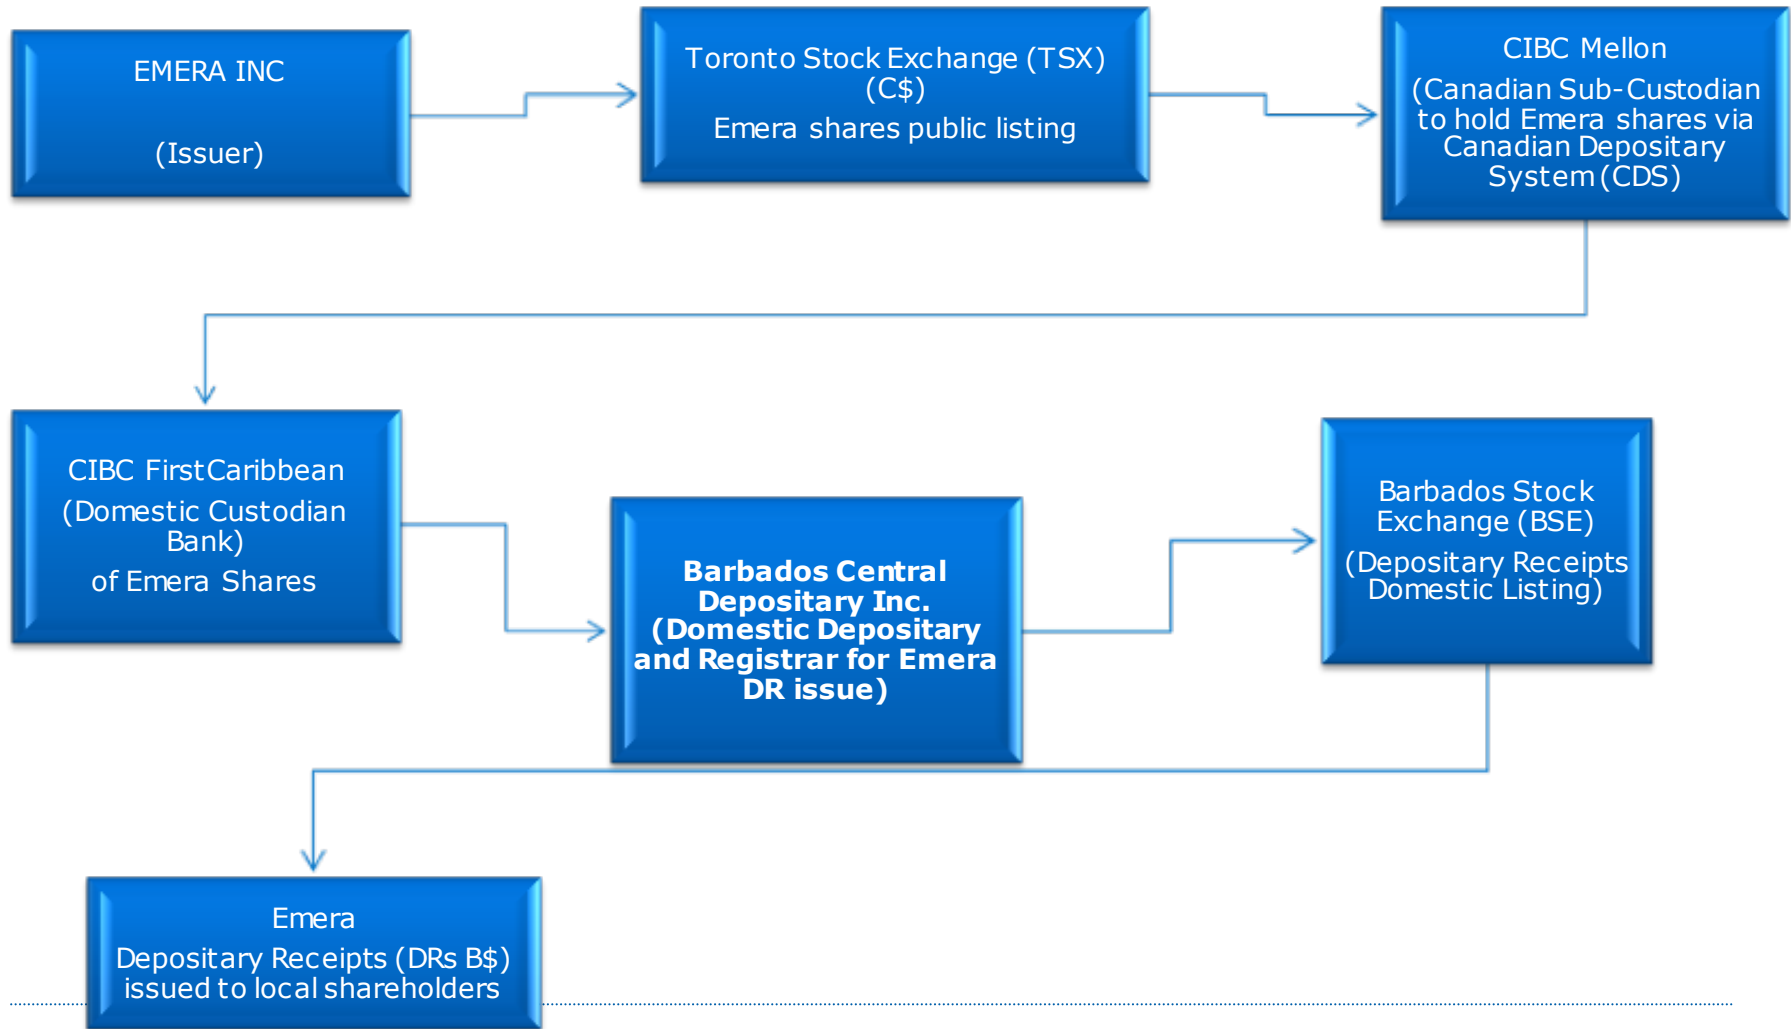 EMERA INC
(Issuer)
Toronto Stock Exchange (TSX)
(C$)
Emera shares public listing
CIBC Mellon
(Canadian Sub-Custodian
to hold Emera shares via
Canadian Depositary
System (CDS)
CIBC FirstCaribbean
(Domestic Custodian
Bank)
of Emera Shares
Barbados Central
Depositary Inc.
(Domestic Depositary
and Registrar for Emera
DR issue)
Barbados Stock
Exchange (BSE)
(Depositary Receipts
Domestic Listing)
Emera
Depositary Receipts (DRs B$)
issued to local shareholders